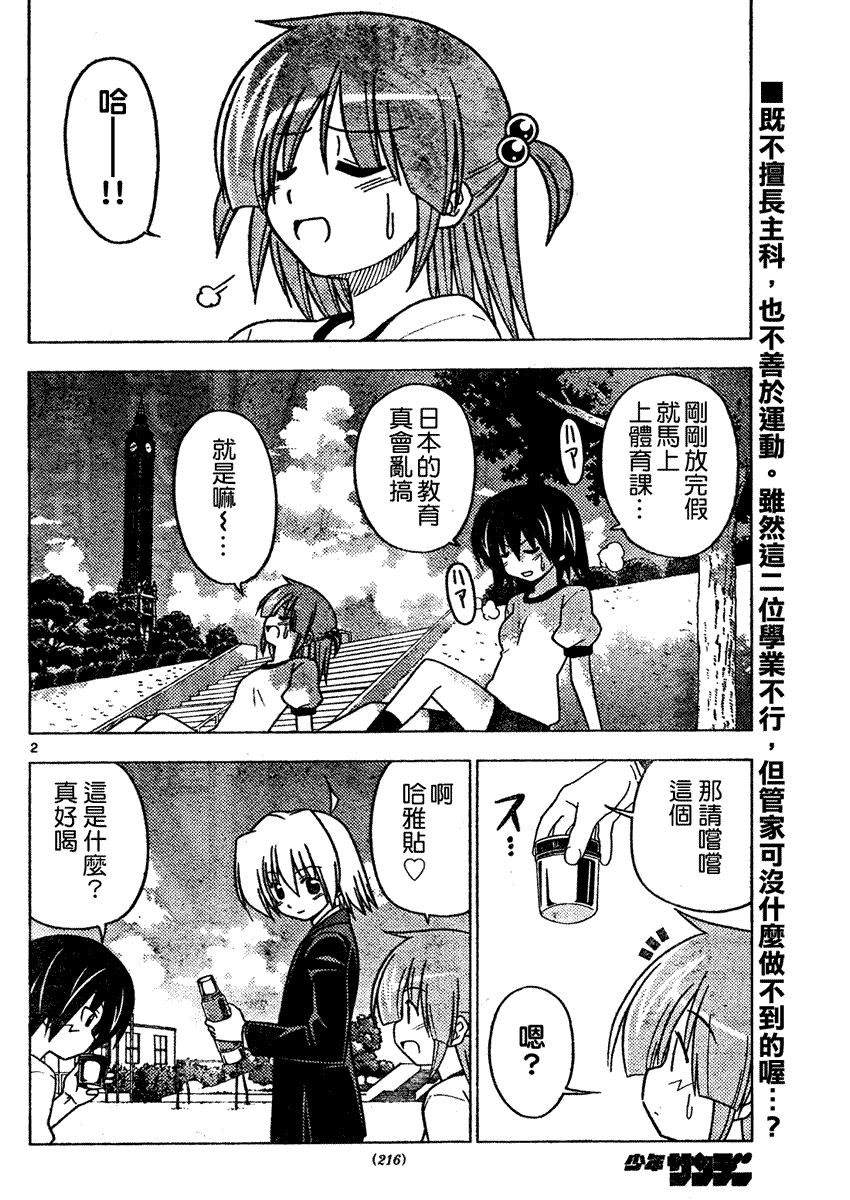 ■既不擅長主科，也不善於運動。雖然這二位學業不行，但管家可沒什麼做不到的喔…？
哈——!!
剛剛放完假
就馬上
上體育課…
ハァ
日本的教育
真會亂搞
ハァ
就是嘛~…
2
那請嚐嚐
這個
ス…
嗯？
啊
哈雅貼♡
這是什麼？
真好喝
(216)
少年サンデー